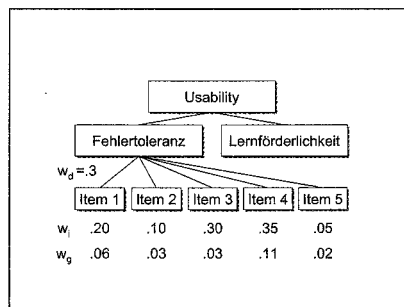 Usability
Fehlertoleranz Lernförderlichkeit
w_d =.3
Item 1 Item 2 Item 3 Item 4 Item 5
w_i .20 .10 .30 .35 .05
w_g .06 .03 .03 .11 .02